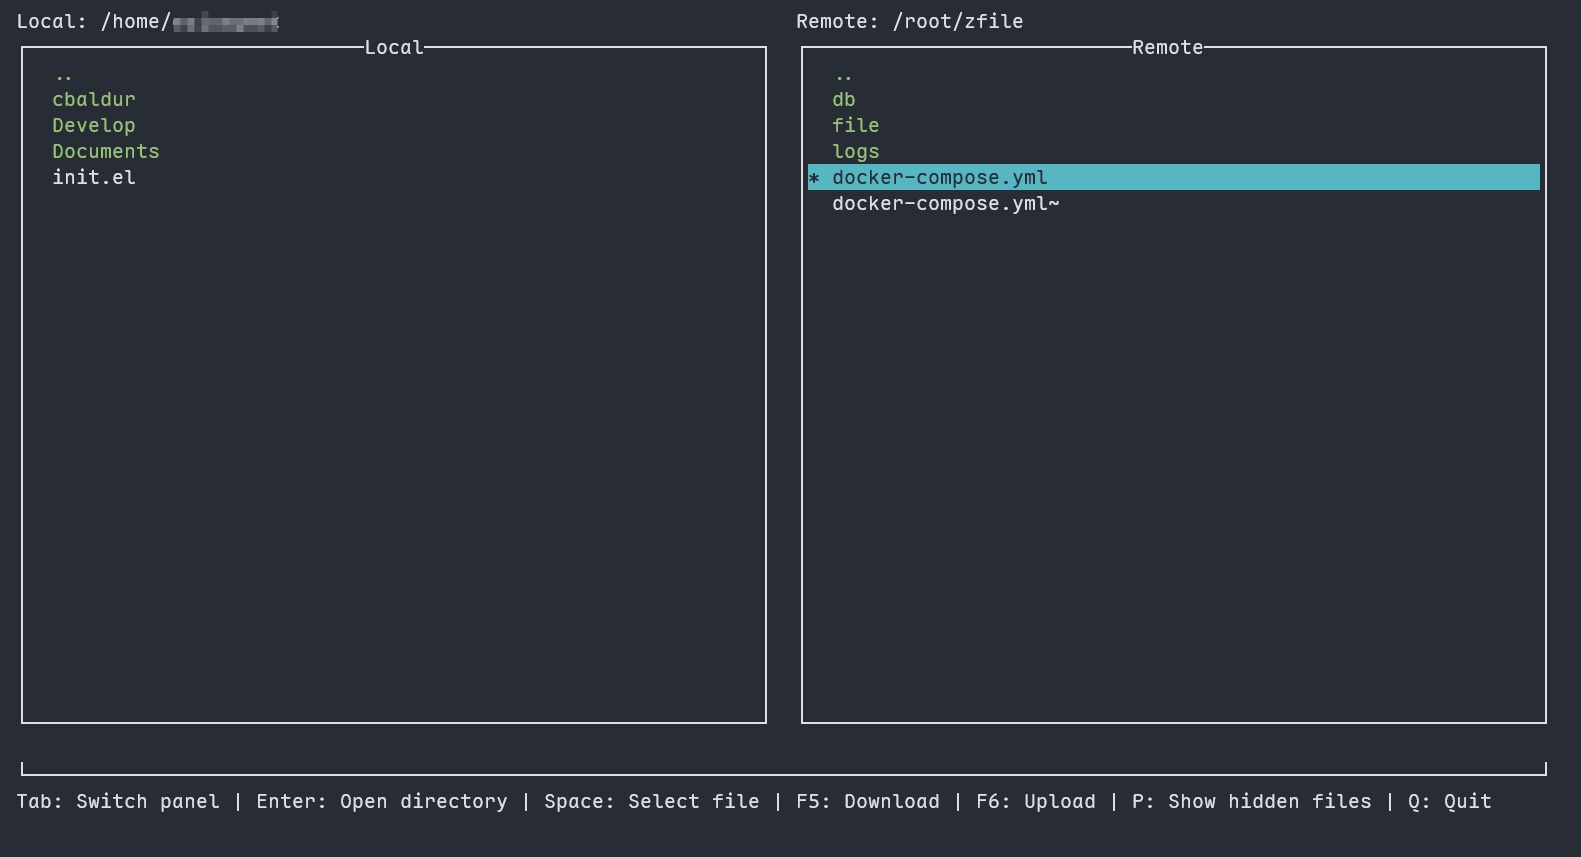 Local: /home/
Remote: /root/zfile
Local
..
cbaldur
Develop
Documents
init.el
Remote
..
db
file
logs
* docker-compose.yml
docker-compose.yml~
Tab: Switch panel | Enter: Open directory | Space: Select file | F5: Download | F6: Upload | P: Show hidden files | Q: Quit